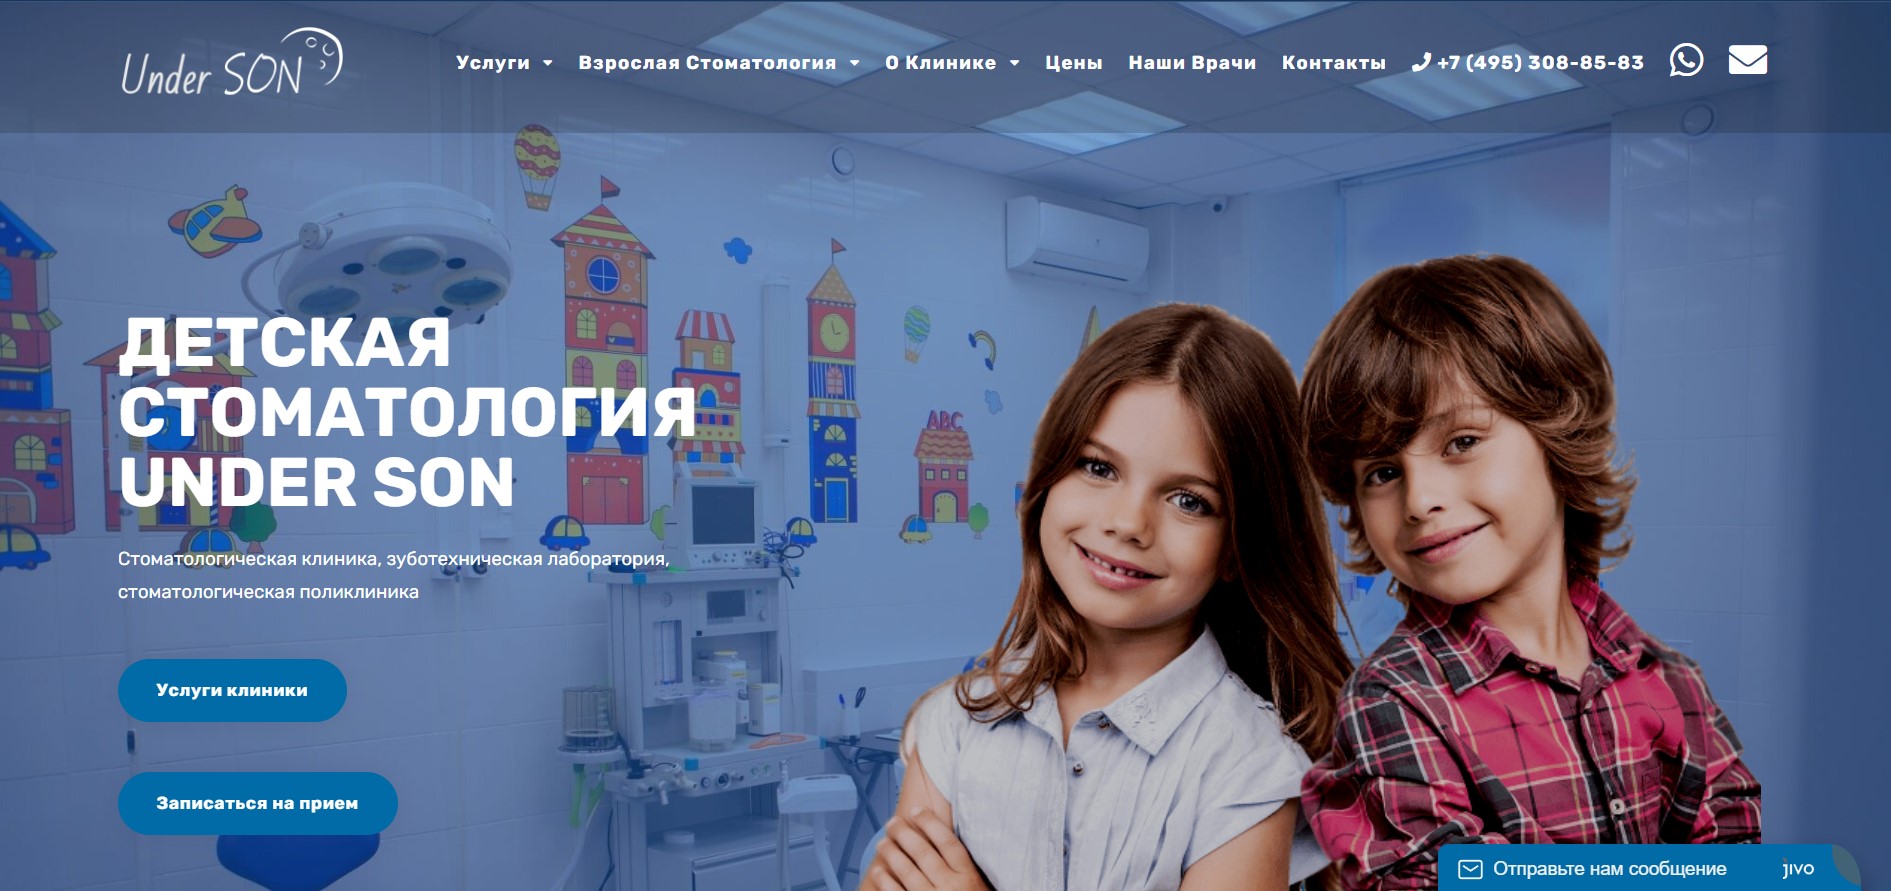 Under SON
Услуги
Взрослая Стоматология
О Клинике
Цены
Наши Врачи
Контакты
+7 (495) 308-85-83
ABC
ДЕТСКАЯ
СТОМАТОЛОГИЯ
UNDER SON
Стоматологическая клиника, зуботехническая лаборатория,
стоматологическая поликлиника
Услуги клиники
Записаться на прием
Отправьте нам сообщение
jivo